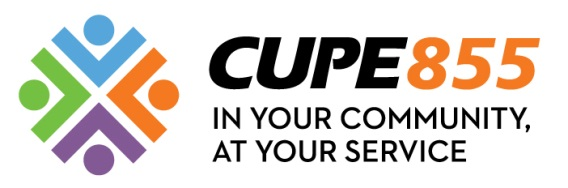 CUPE855
IN YOUR COMMUNITY,
AT YOUR SERVICE